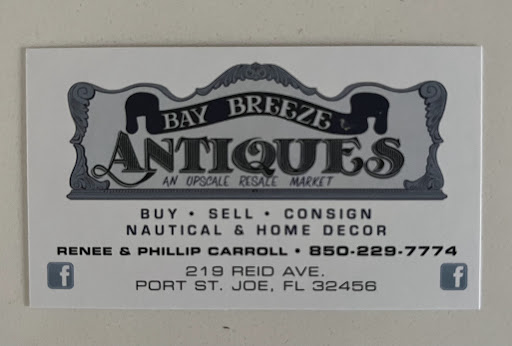 BAY BREEZE
ANTIQUES
AN UPSCALE RESALE MARKET
BUY • SELL • CONSIGN
NAUTICAL & HOME DECOR
RENEE & PHILLIP CARROLL • 850-229-7774
219 REID AVE.
PORT ST. JOE, FL 32456
f f